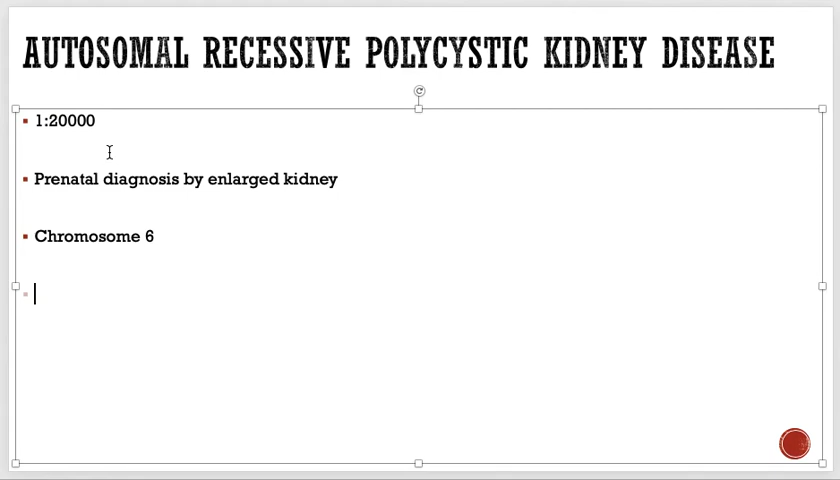 AUTOSOMAL RECESSIVE POLYCYSTIC KIDNEY DISEASE
1:20000
Prenatal diagnosis by enlarged kidney
Chromosome 6